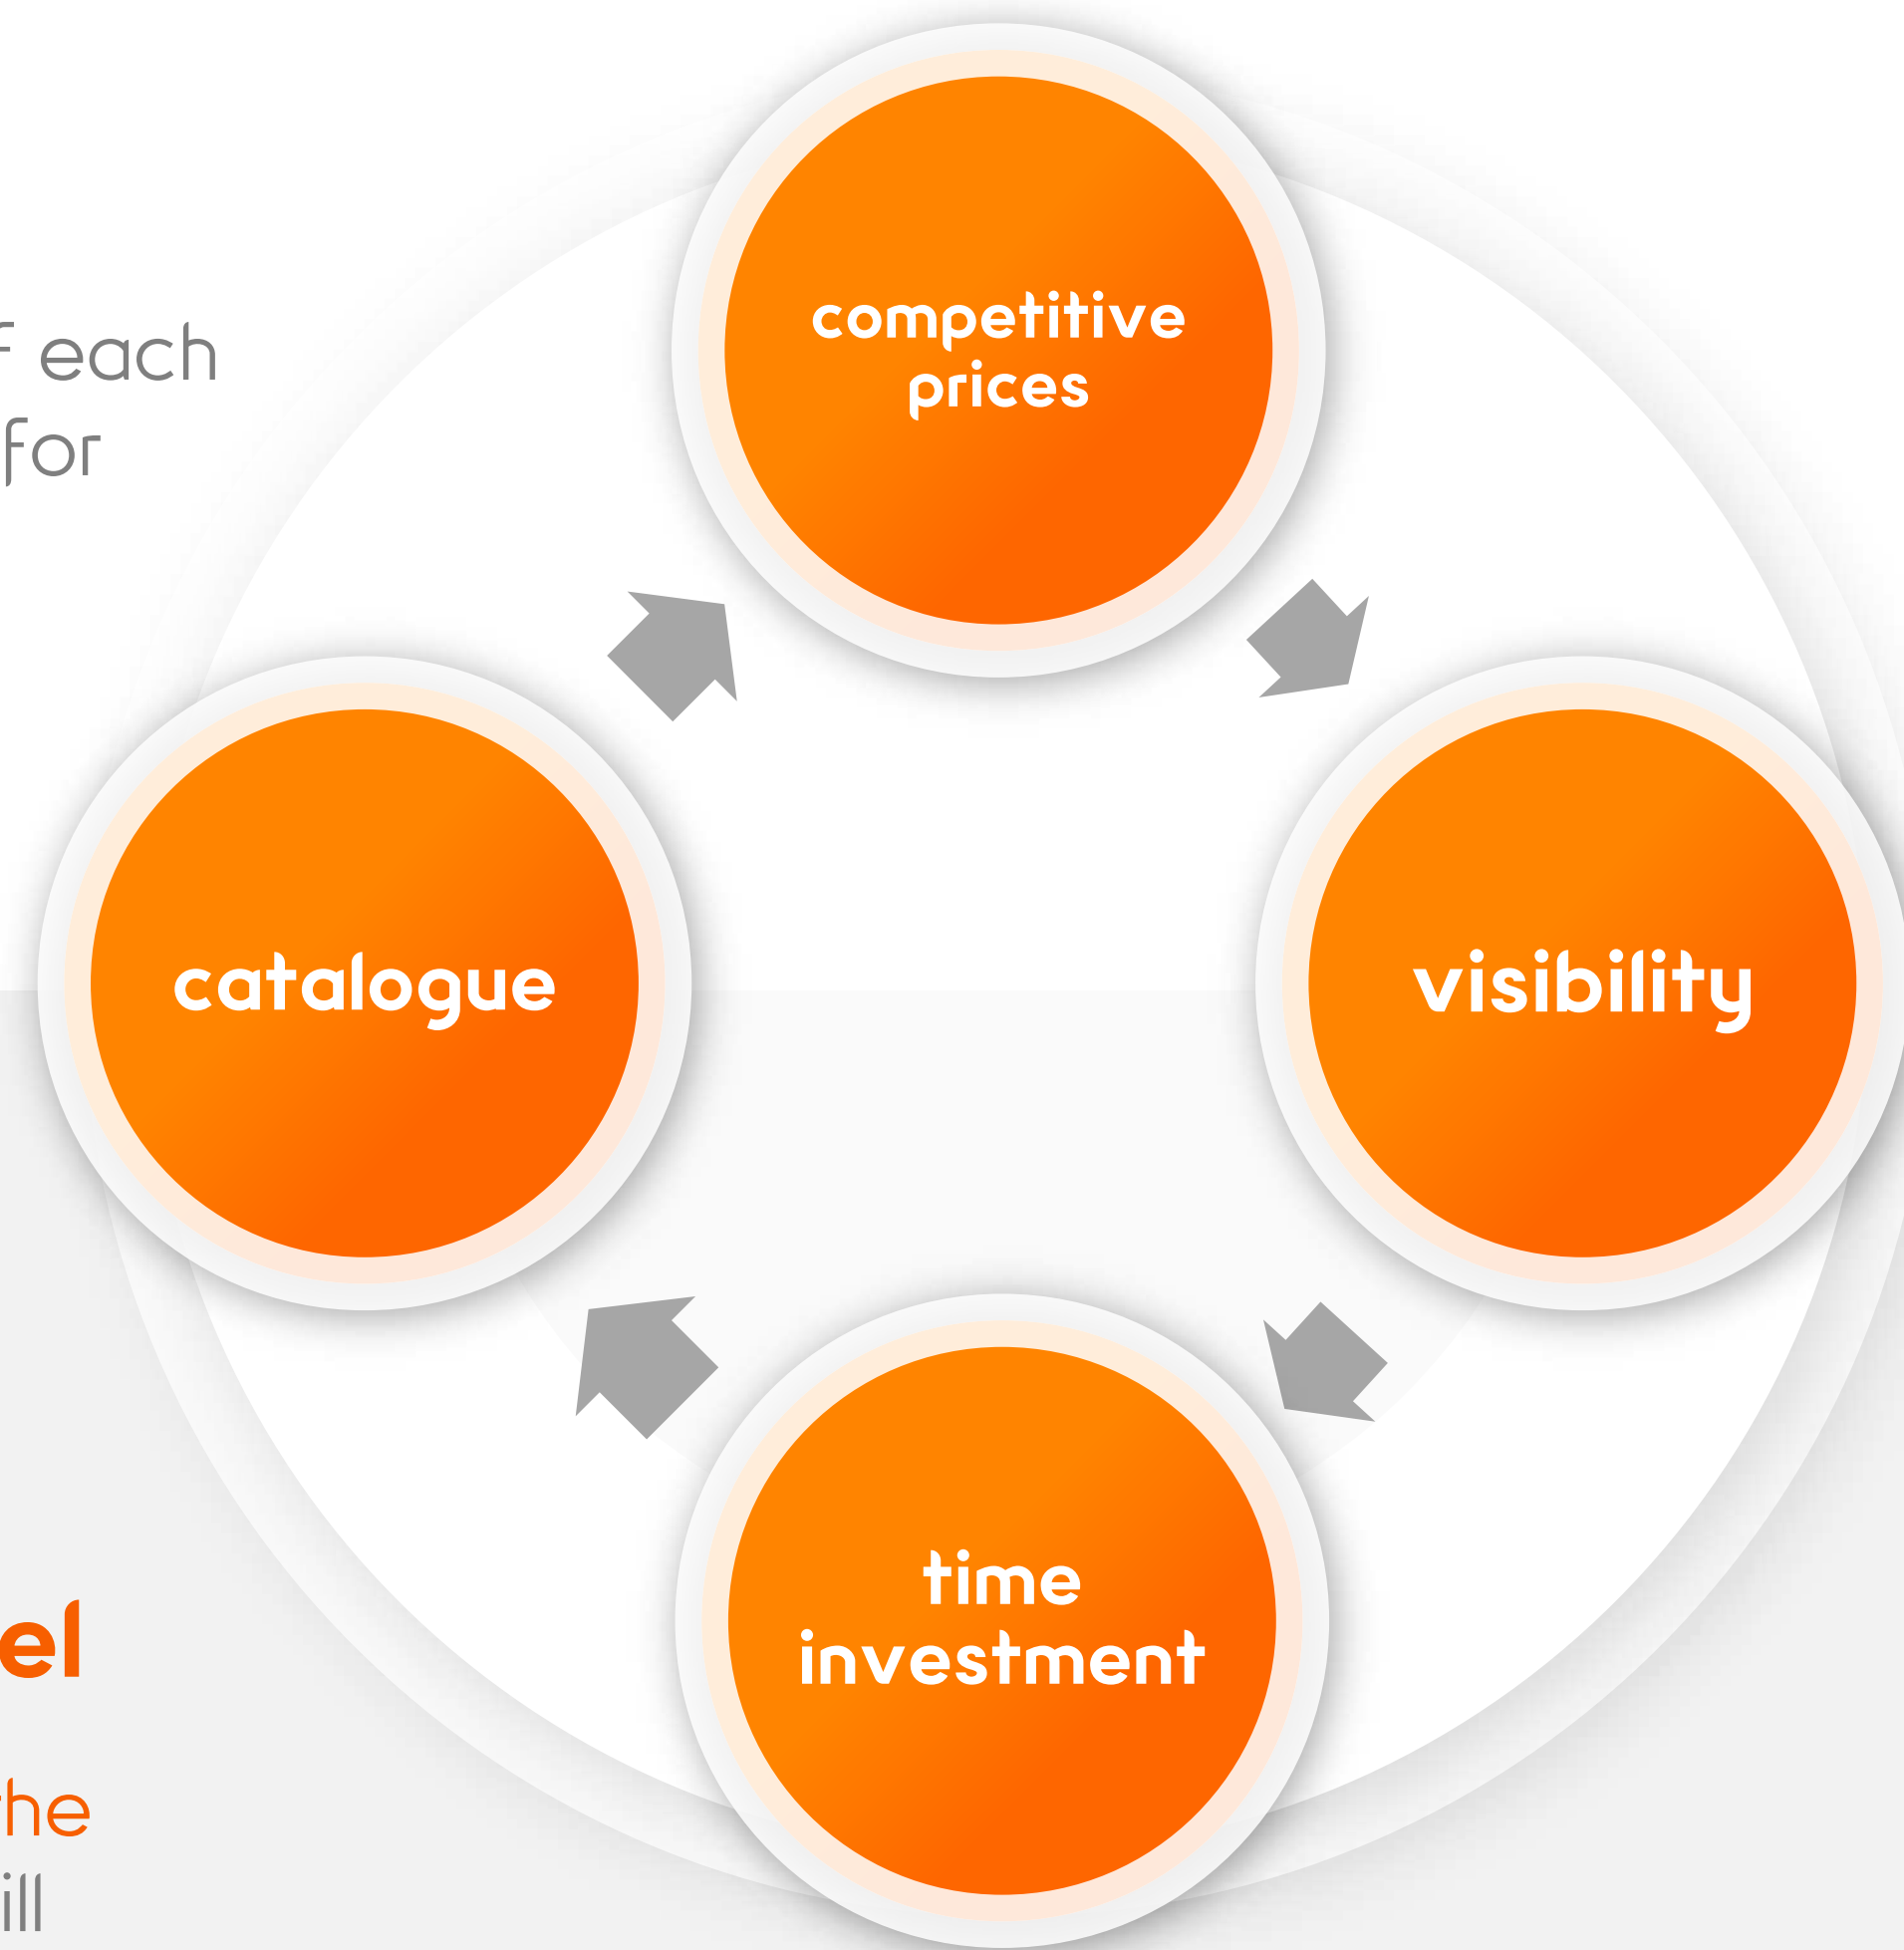 each
for
competitive
prices
catalogue
visibility
time
investment
el
he
ill